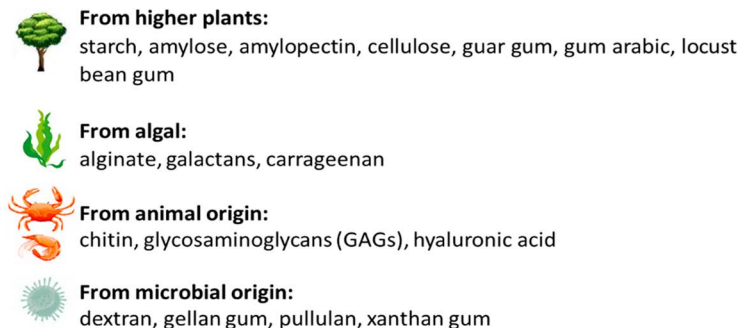 From higher plants:
starch, amylose, amylopectin, cellulose, guar gum, gum arabic, locust
bean gum
From algal:
alginate, galactans, carrageenan
From animal origin:
chitin, glycosaminoglycans (GAGs), hyaluronic acid
From microbial origin:
dextran, gellan gum, pullulan, xanthan gum